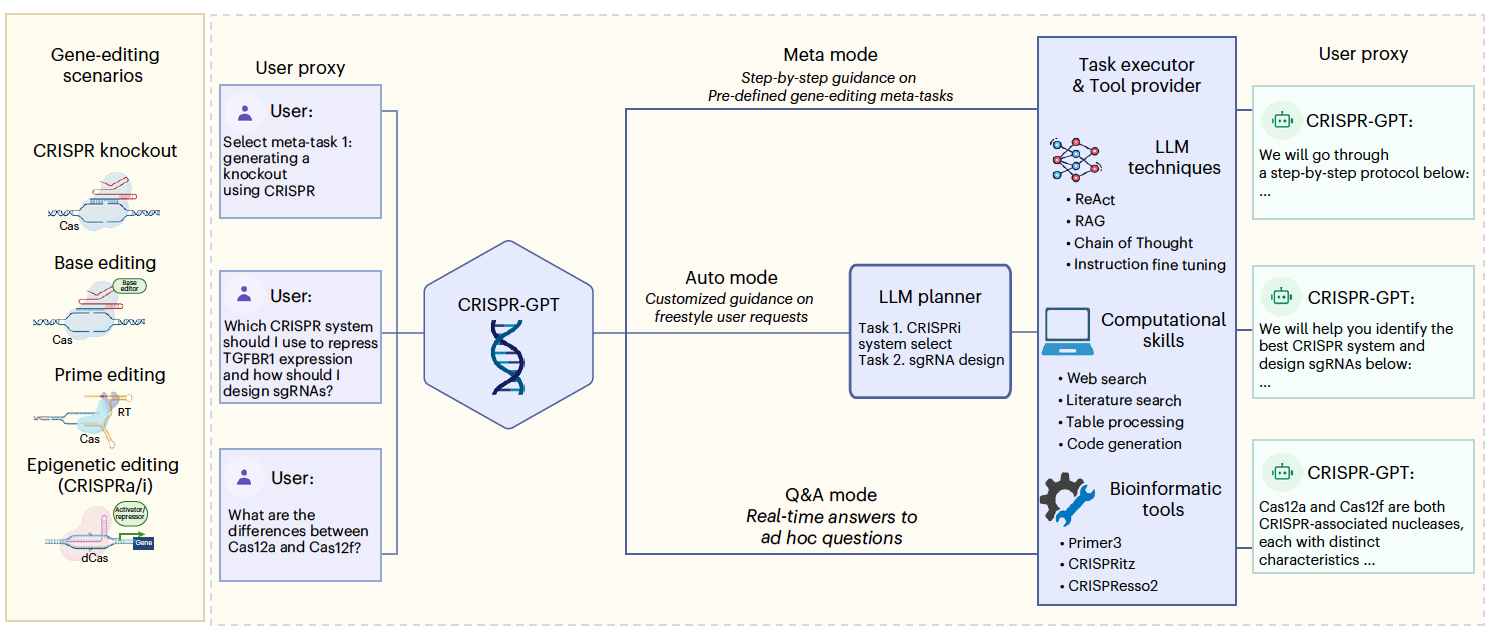 Gene-editing
scenarios
CRISPR knockout
Cas
Base editing
Base
editor
Cas
Prime editing
RT
Cas
Epigenetic editing
(CRISPRa/i)
Activator/
repressor
Gene
dCas
User proxy
User:
Select meta-task 1:
generating a
knockout
using CRISPR
User:
Which CRISPR system
should I use to repress
TGFBR1 expression
and how should I
design sgRNAs?
User:
What are the
differences between
Cas12a and Cas12f?
CRISPR-GPT
Meta mode
Step-by-step guidance on
Pre-defined gene-editing meta-tasks
Auto mode
Customized guidance on
freestyle user requests
LLM planner
Task 1. CRISPRi
system select
Task 2. sgRNA design
Q&A mode
Real-time answers to
ad hoc questions
Task executor
& Tool provider
LLM
techniques
• ReAct
• RAG
• Chain of Thought
• Instruction fine tuning
Computational
skills
• Web search
• Literature search
• Table processing
• Code generation
Bioinformatic
tools
• Primer3
• CRISPRitz
• CRISPResso2
User proxy
CRISPR-GPT:
We will go through
a step-by-step protocol below:
...
CRISPR-GPT:
We will help you identify the
best CRISPR system and
design sgRNAs below:
...
CRISPR-GPT:
Cas12a and Cas12f are both
CRISPR-associated nucleases,
each with distinct
characteristics ...